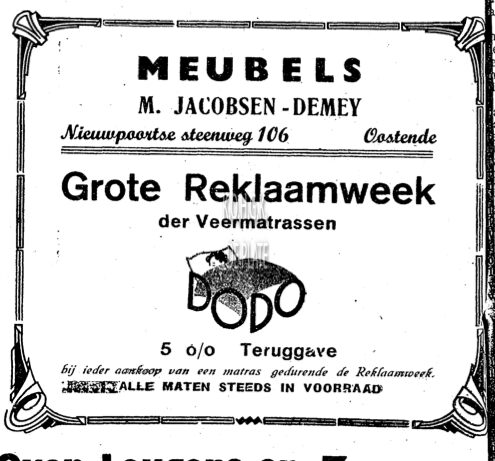 MEUBELS
M. JACOBSEN - DEMEY
Nieuwpoortse steenweg 106 Oostende
Grote Reklaamweek
der Veermatrassen
DODO
5 o/o Teruggave
bij ieder aankoop van een matras gedurende de Reklaamweek.
ALLE MATEN STEEDS IN VOORRAAD